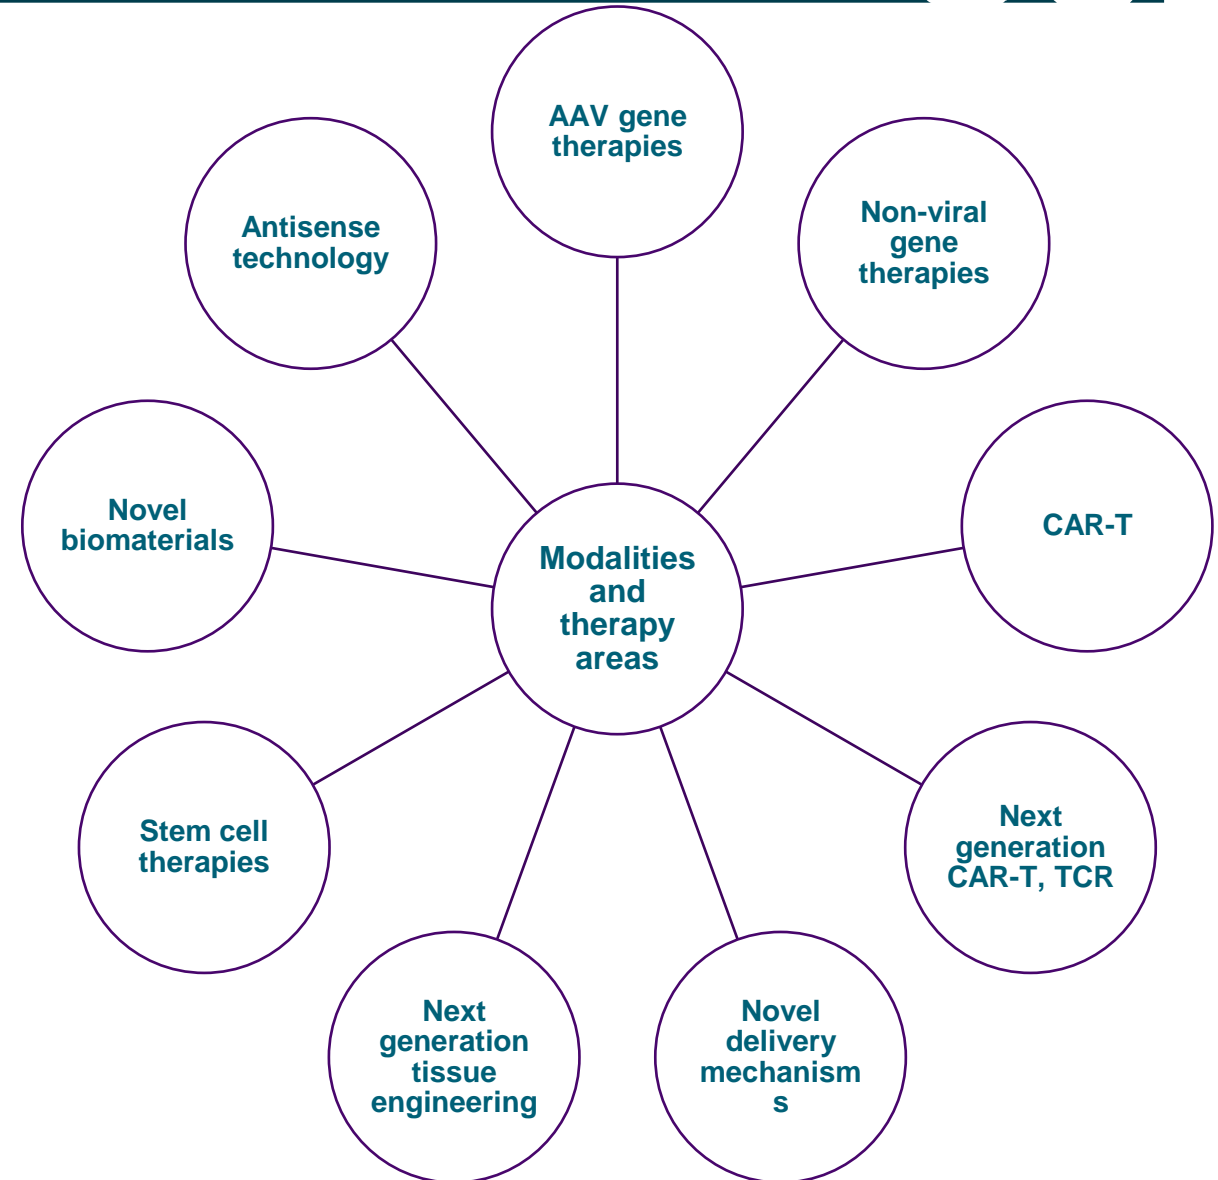 AAV gene
therapies
Non-viral
gene
therapies
CAR-T
Next
generation
CAR-T, TCR
Novel
delivery
mechanism
s
Next
generation
tissue
engineering
Stem cell
therapies
Novel
biomaterials
Antisense
technology
Modalities
and
therapy
areas